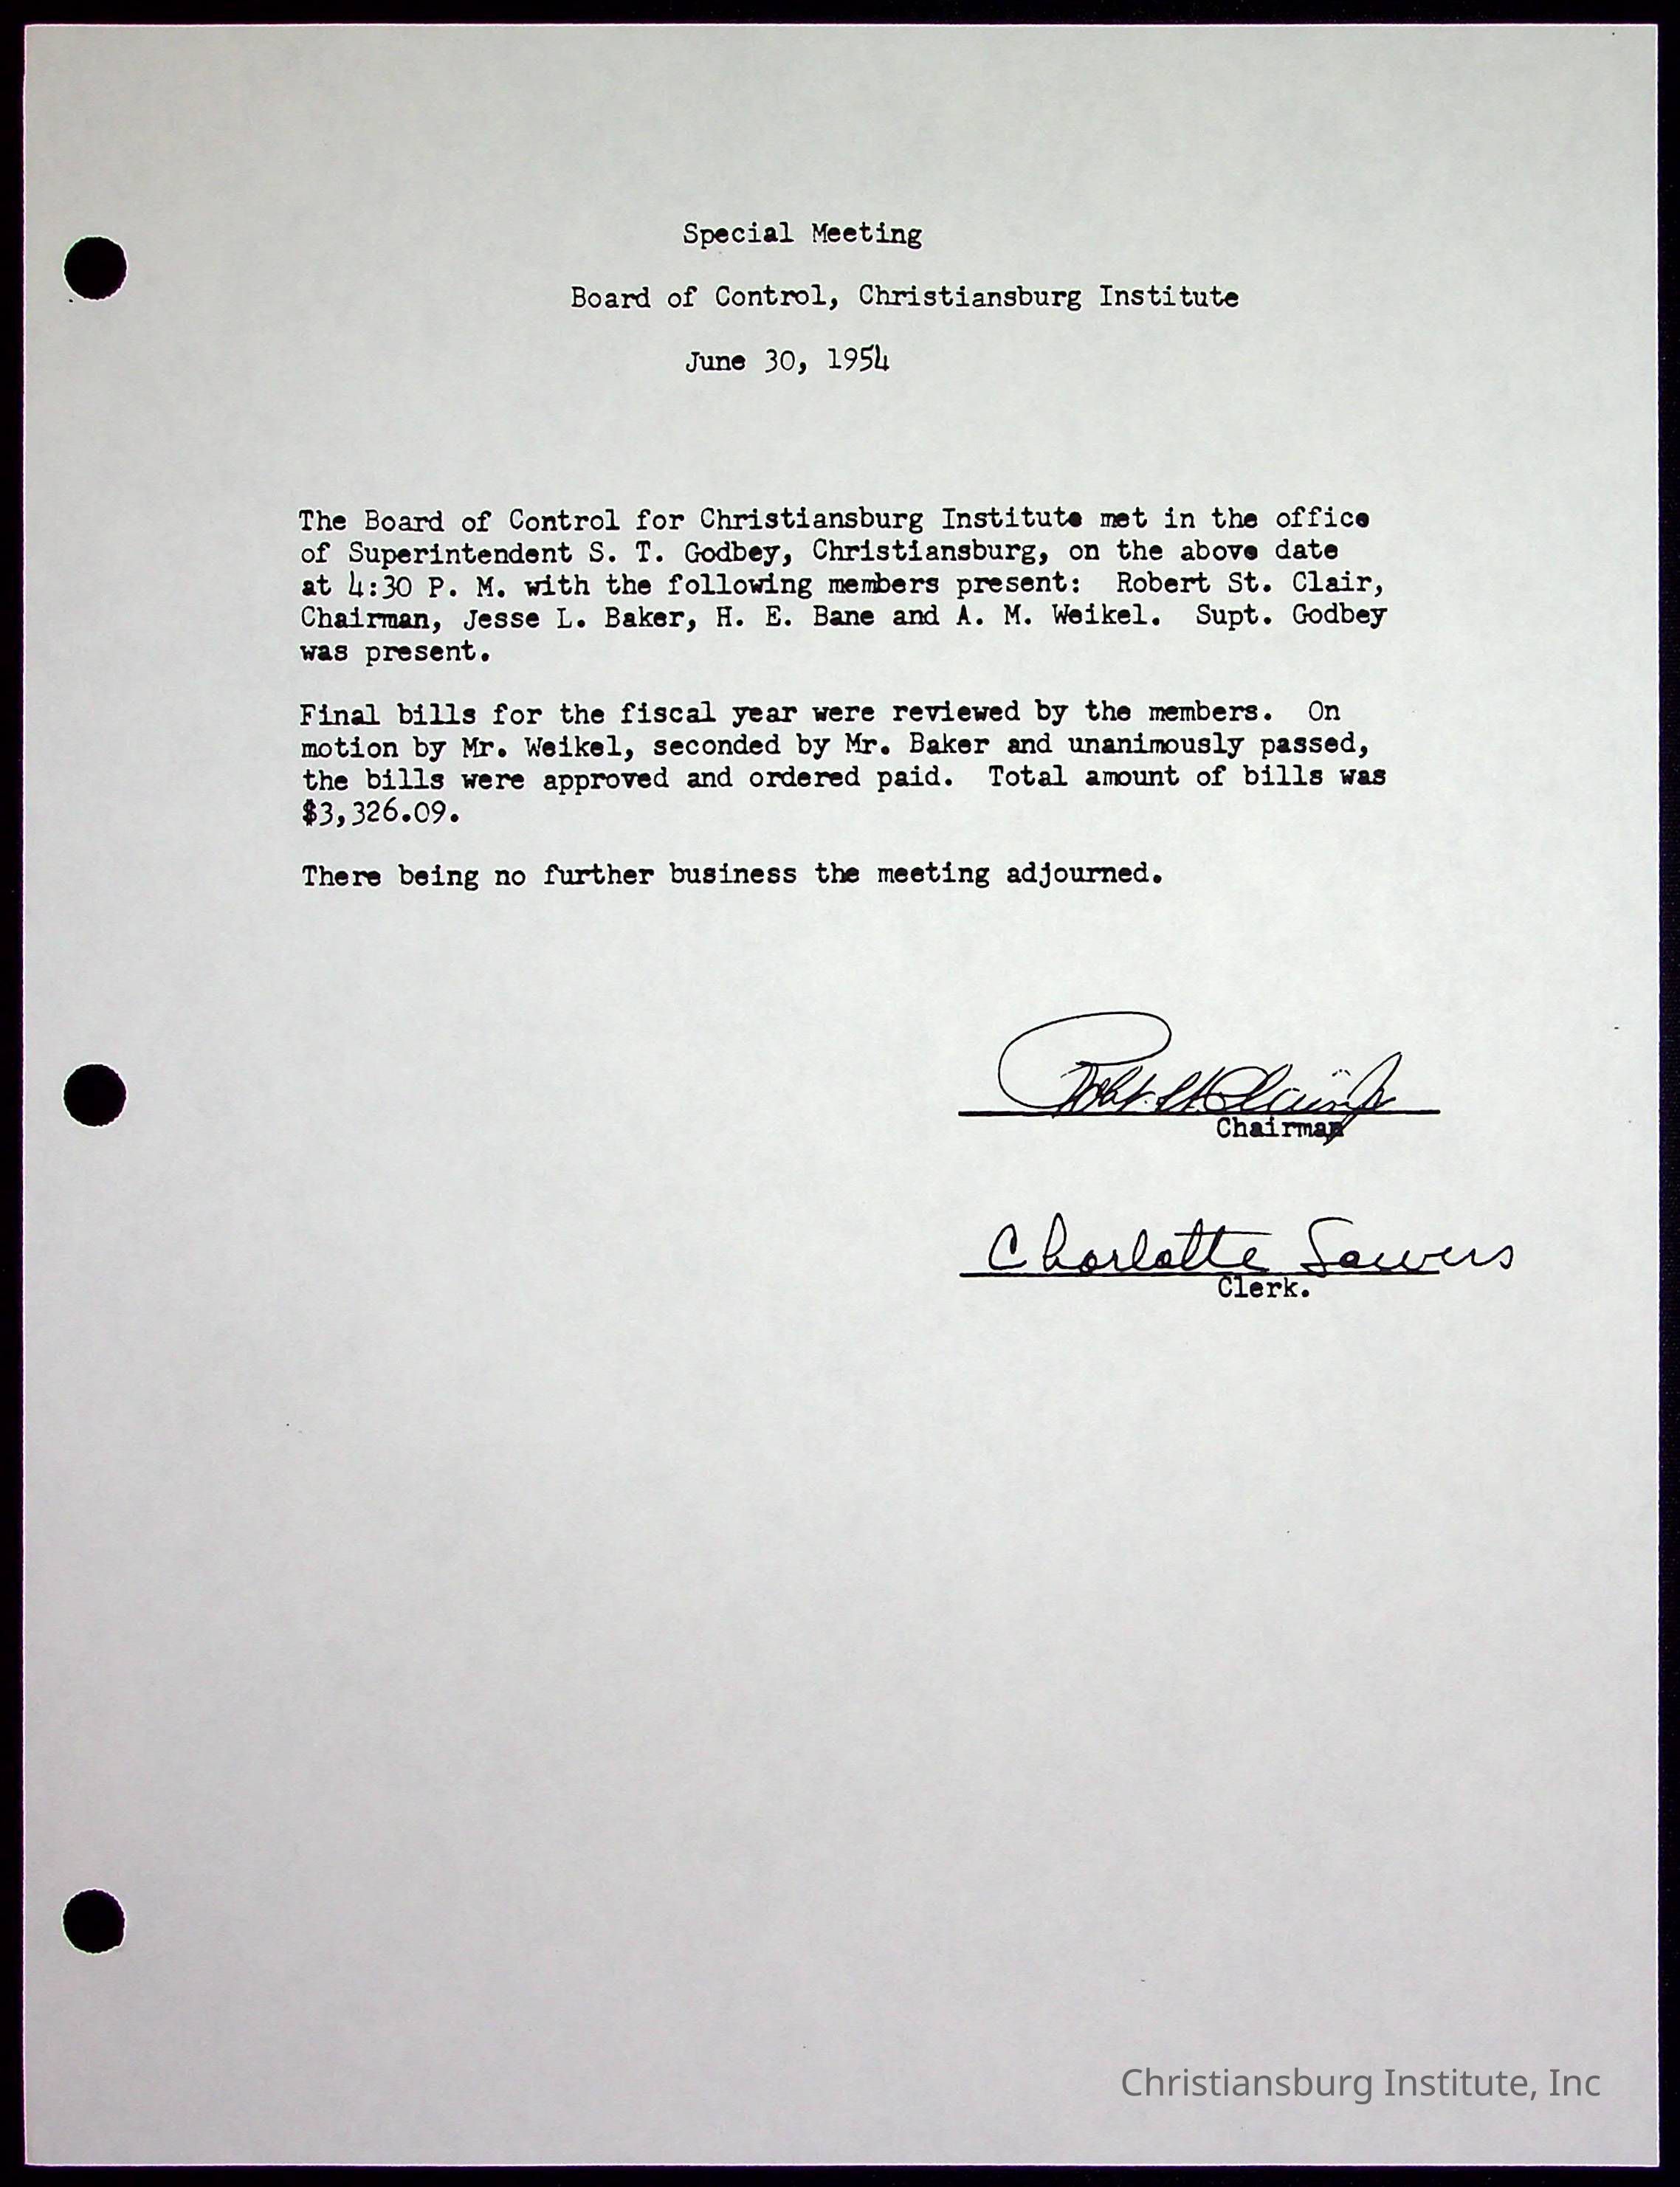 Special Meeting
Board of Control, Christiansburg Institute
June 30, 1954
The Board of Control for Christiansburg Institute met in the office
of Superintendent S. T. Godbey, Christiansburg, on the above date
at 4:30 P. M. with the following members present:  Robert St. Clair,
Chairman, Jesse L. Baker, H. E. Bane and A. M. Weikel.  Supt. Godbey
was present.
Final bills for the fiscal year were reviewed by the members.  On
motion by Mr. Weikel, seconded by Mr. Baker and unanimously passed,
the bills were approved and ordered paid.  Total amount of bills was
$3,326.09.
There being no further business the meeting adjourned.
Chairman
Charlotte Sowers
Clerk.
Christiansburg Institute, Inc